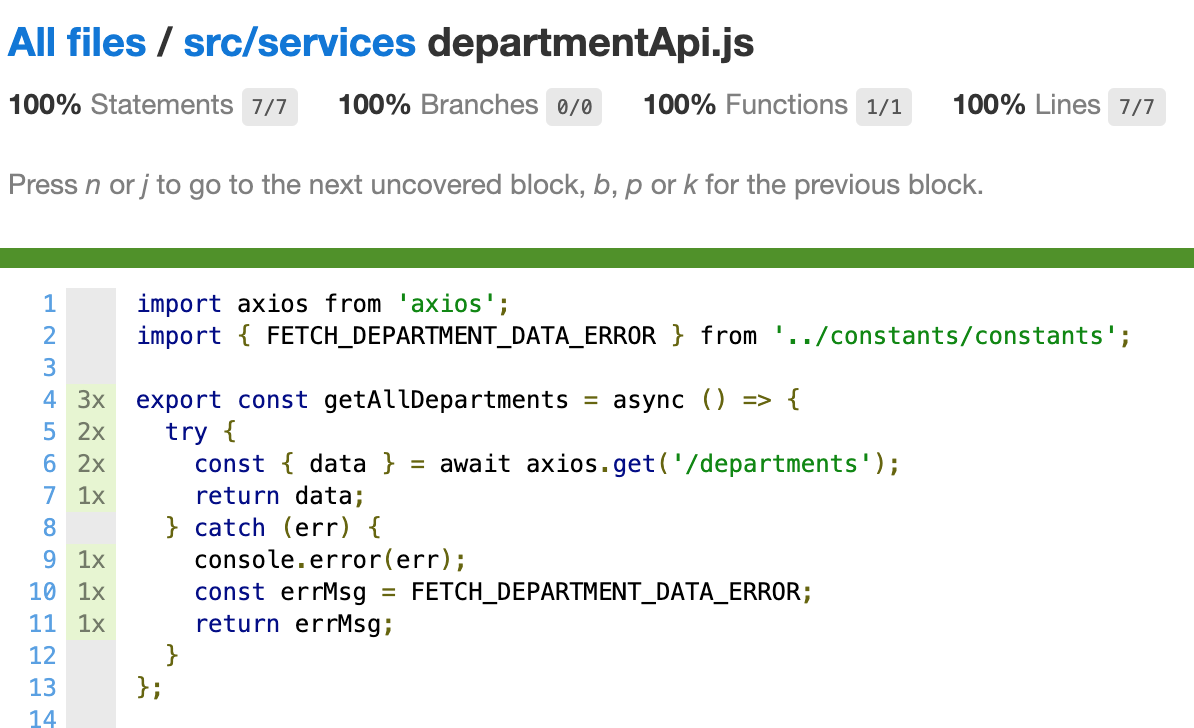 All files / src/services departmentApi.js
100% Statements 7/7 100% Branches 0/0 100% Functions 1/1 100% Lines 7/7
Press n or j to go to the next uncovered block, b, p or k for the previous block.
1 import axios from 'axios';
2 import { FETCH_DEPARTMENT_DATA_ERROR } from '../constants/constants';
3
4 3x export const getAllDepartments = async () => {
5 2x   try {
6 2x     const { data } = await axios.get('/departments');
7 1x     return data;
8   } catch (err) {
9 1x     console.error(err);
10 1x     const errMsg = FETCH_DEPARTMENT_DATA_ERROR;
11 1x     return errMsg;
12   }
13 };
14